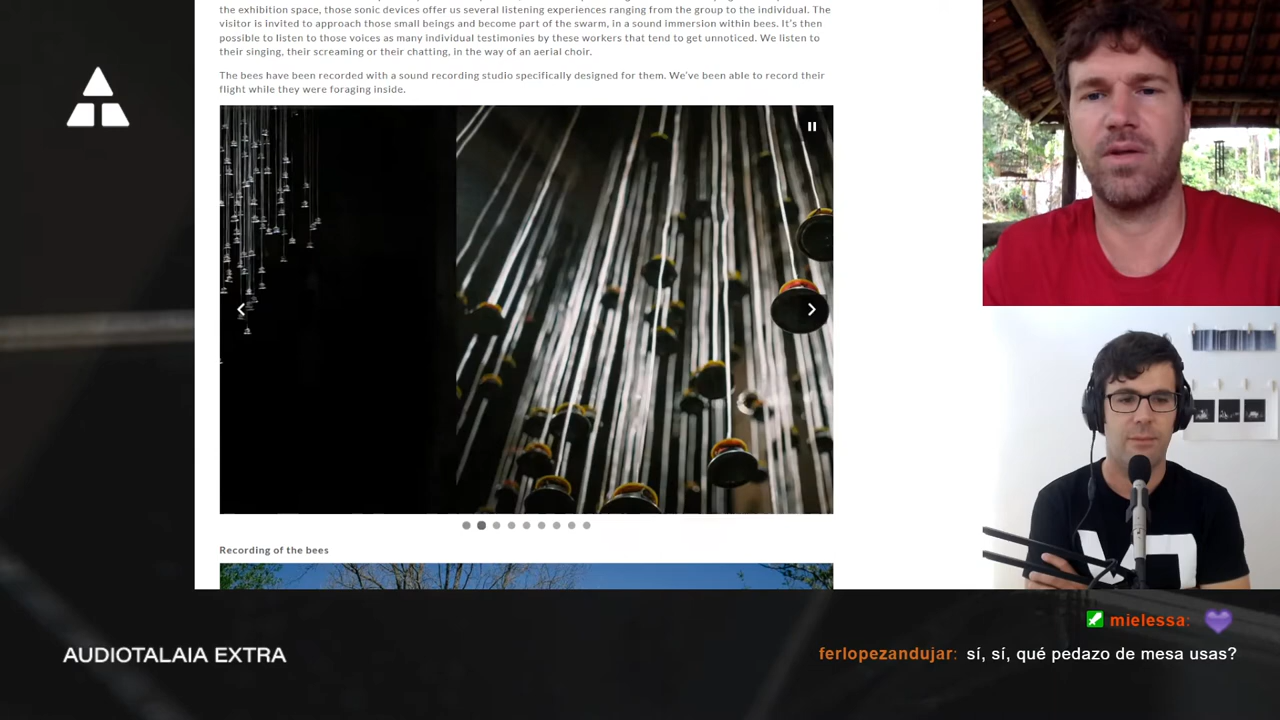 the exhibition space, those sonic devices offer us several listening experiences ranging from the group to the individual. The
visitor is invited to approach those small beings and become part of the swarm, in a sound immersion within bees. It's then
possible to listen to those voices as many individual testimonies by these workers that tend to get unnoticed. We listen to
their singing, their screaming or their chatting, in the way of an aerial choir.
The bees have been recorded with a sound recording studio specifically designed for them. We've been able to record their
flight while they were foraging inside.
Recording of the bees
mielessa:
AUDIOTALAIA EXTRA
ferlopezandujar: sí, sí, qué pedazo de mesa usas?